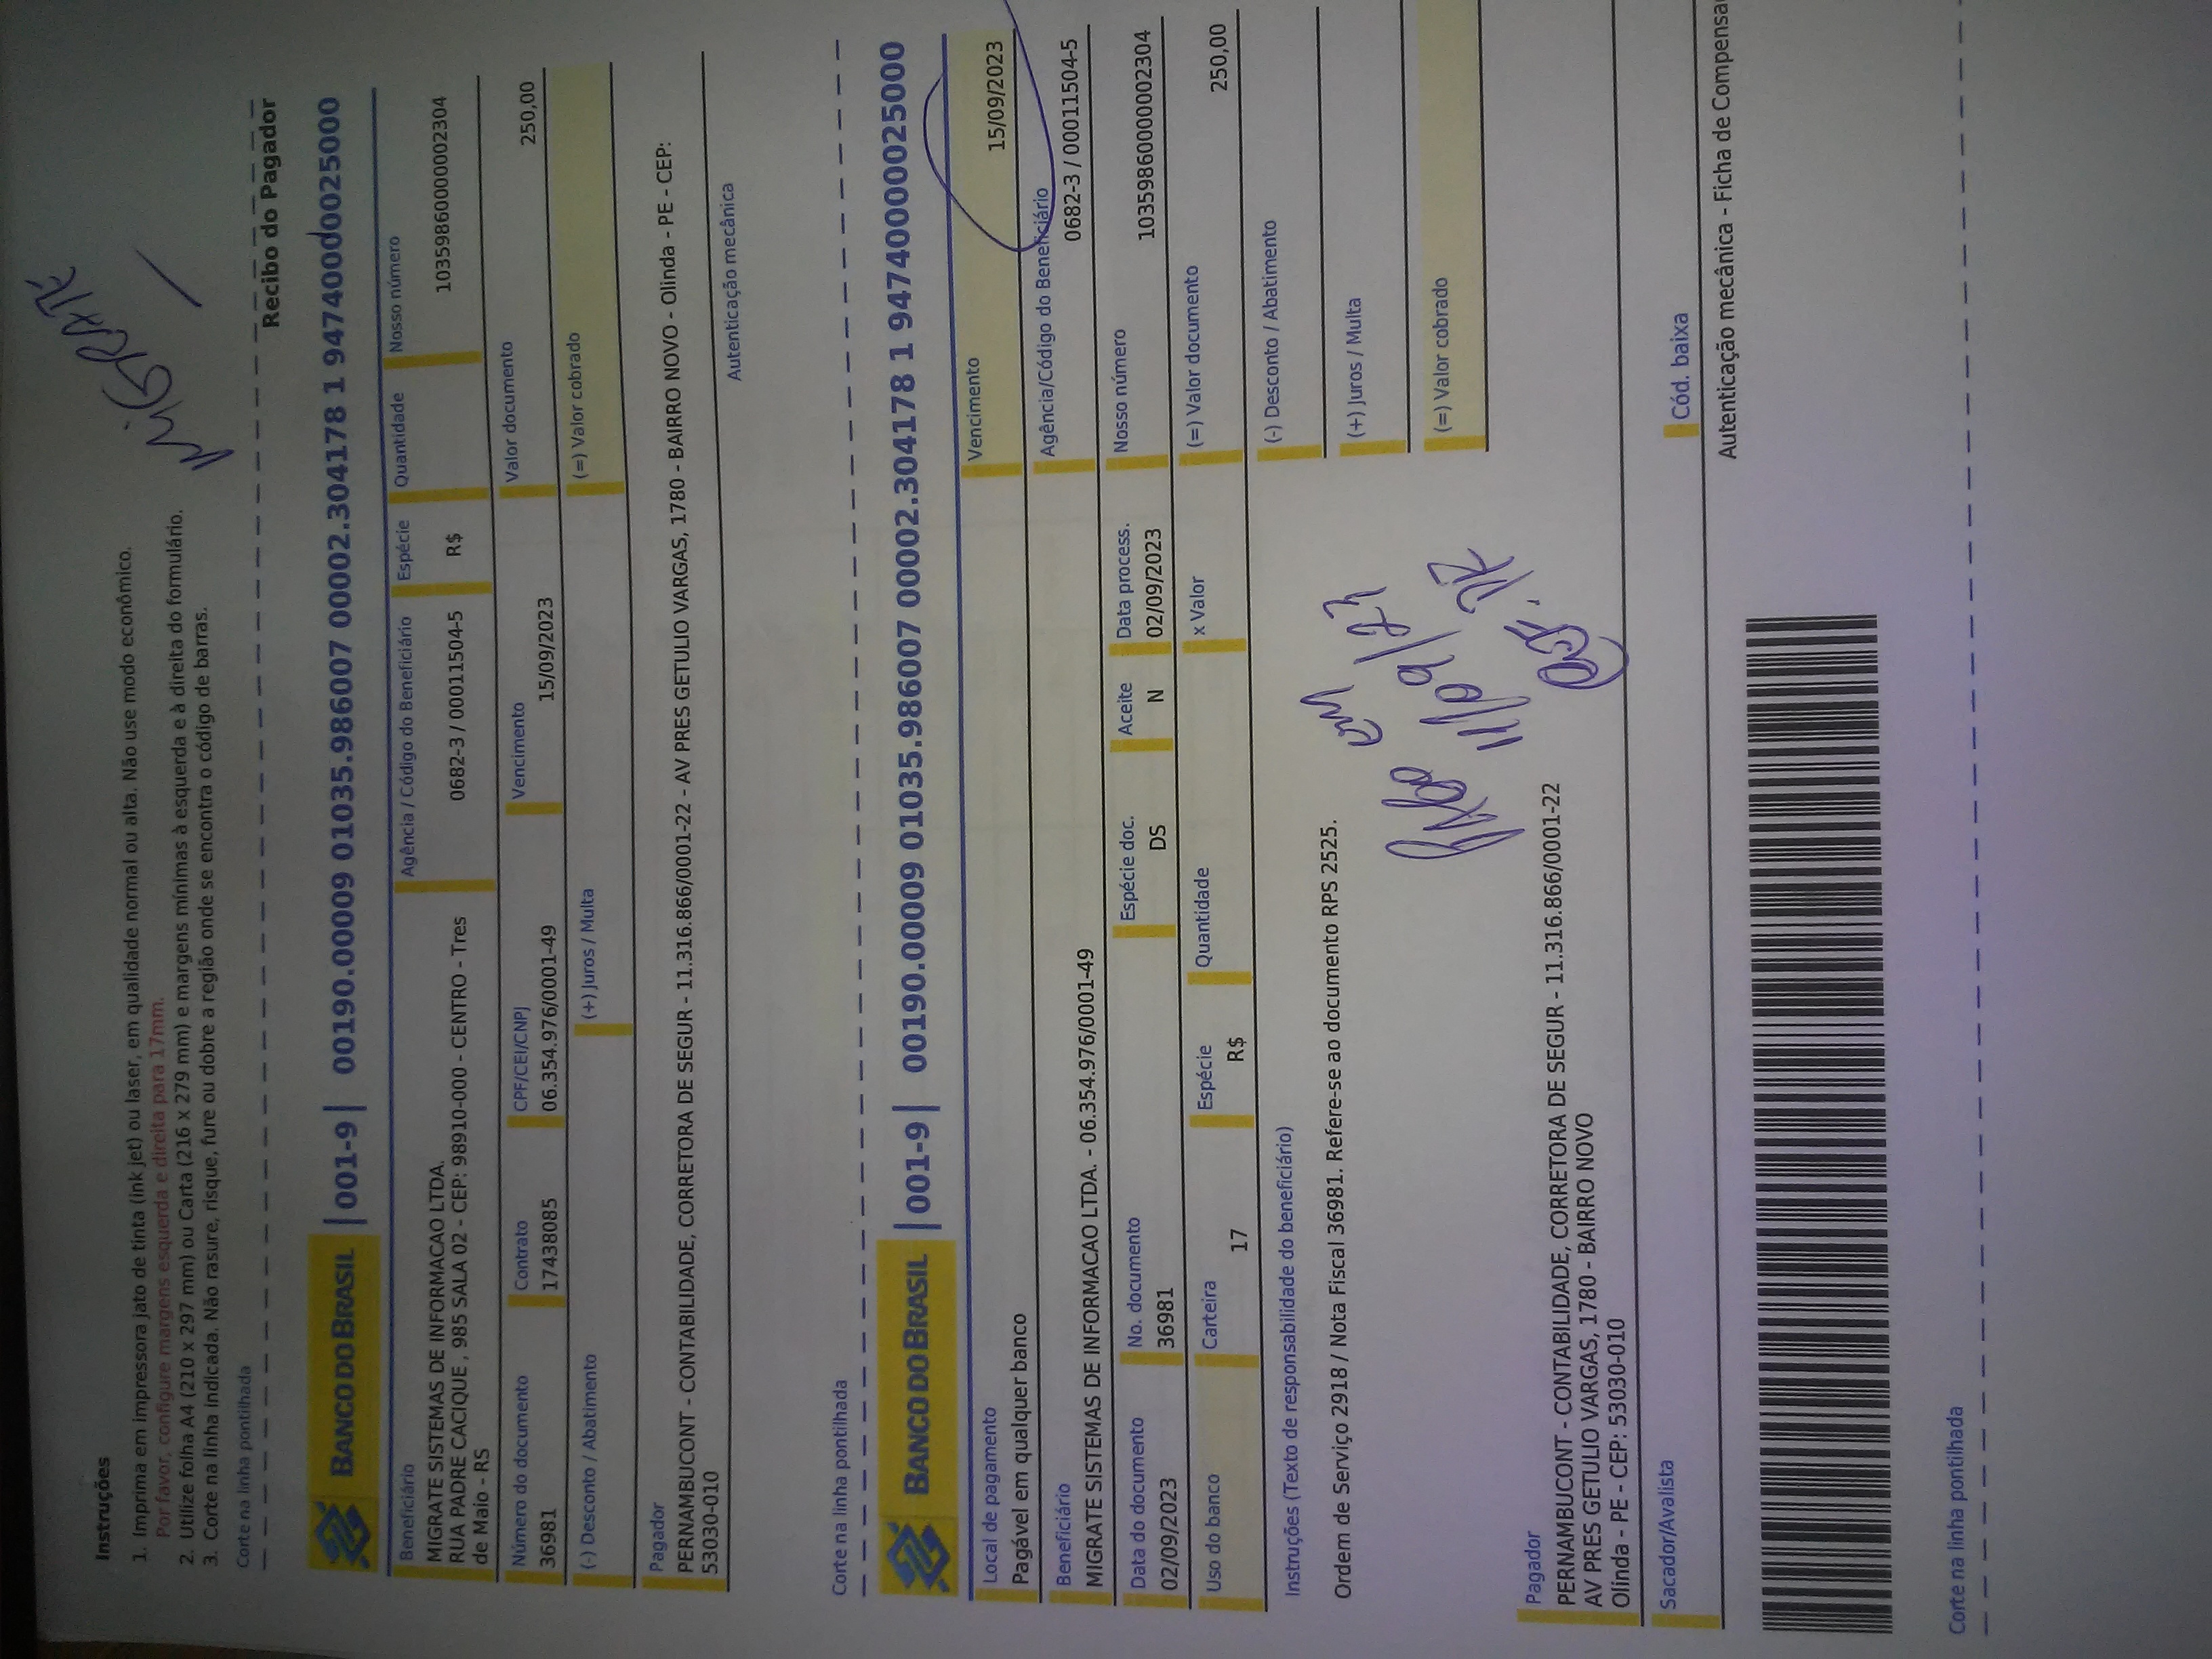 MIGRATE
Instruções
1. Imprima em impressora jato de tinta (ink jet) ou laser, em qualidade normal ou alta. Não use modo econômico.
Por favor, configure margens esquerda e direita para 17mm.
2. Utilize folha A4 (210 x 297 mm) ou Carta (216 x 279 mm) e margens mínimas à esquerda e à direita do formulário.
3. Corte na linha indicada. Não rasure, risque, fure ou dobre a região onde se encontra o código de barras.
Corte na linha pontilhada
Recibo do Pagador
BANCO DO BRASIL 001-9 00190.00009 01035.986007 00002.304178 1 94740000025000
Beneficiário Agência / Código do Beneficiário Espécie Quantidade Nosso número
MIGRATE SISTEMAS DE INFORMACAO LTDA.
RUA PADRE CACIQUE , 985 SALA 02 - CEP: 98910-000 - CENTRO - Tres 0682-3 / 00011504-5 R$ 10359860000002304
de Maio - RS
Número do documento Contrato CPF/CEI/CNPJ Vencimento Valor documento
36981 17438085 06.354.976/0001-49 15/09/2023 250,00
(-) Desconto / Abatimento (+) Juros / Multa (=) Valor cobrado
Pagador
PERNAMBUCONT - CONTABILIDADE, CORRETORA DE SEGUR - 11.316.866/0001-22 - AV PRES GETULIO VARGAS, 1780 - BAIRRO NOVO - Olinda - PE - CEP:
53030-010
Autenticação mecânica
Corte na linha pontilhada
BANCO DO BRASIL 001-9 00190.00009 01035.986007 00002.304178 1 94740000025000
Local de pagamento Vencimento
Pagável em qualquer banco 15/09/2023
Beneficiário Agência/Código do Beneficiário
MIGRATE SISTEMAS DE INFORMACAO LTDA. - 06.354.976/0001-49 0682-3 / 00011504-5
Data do documento No. documento Espécie doc. Aceite Data process. Nosso número
02/09/2023 36981 DS N 02/09/2023 10359860000002304
Uso do banco Carteira Espécie Quantidade x Valor (=) Valor documento
17 R$ 250,00
Instruções (Texto de responsabilidade do beneficiário) (-) Desconto / Abatimento
Ordem de Serviço 2918 / Nota Fiscal 36981. Refere-se ao documento RPS 2525.
(+) Juros / Multa
(=) Valor cobrado
PAGO em
11/09/23
Pagador
PERNAMBUCONT - CONTABILIDADE, CORRETORA DE SEGUR - 11.316.866/0001-22
AV PRES GETULIO VARGAS, 1780 - BAIRRO NOVO
Olinda - PE - CEP: 53030-010
Sacador/Avalista Cód. baixa
Autenticação mecânica - Ficha de Compensa
Corte na linha pontilhada